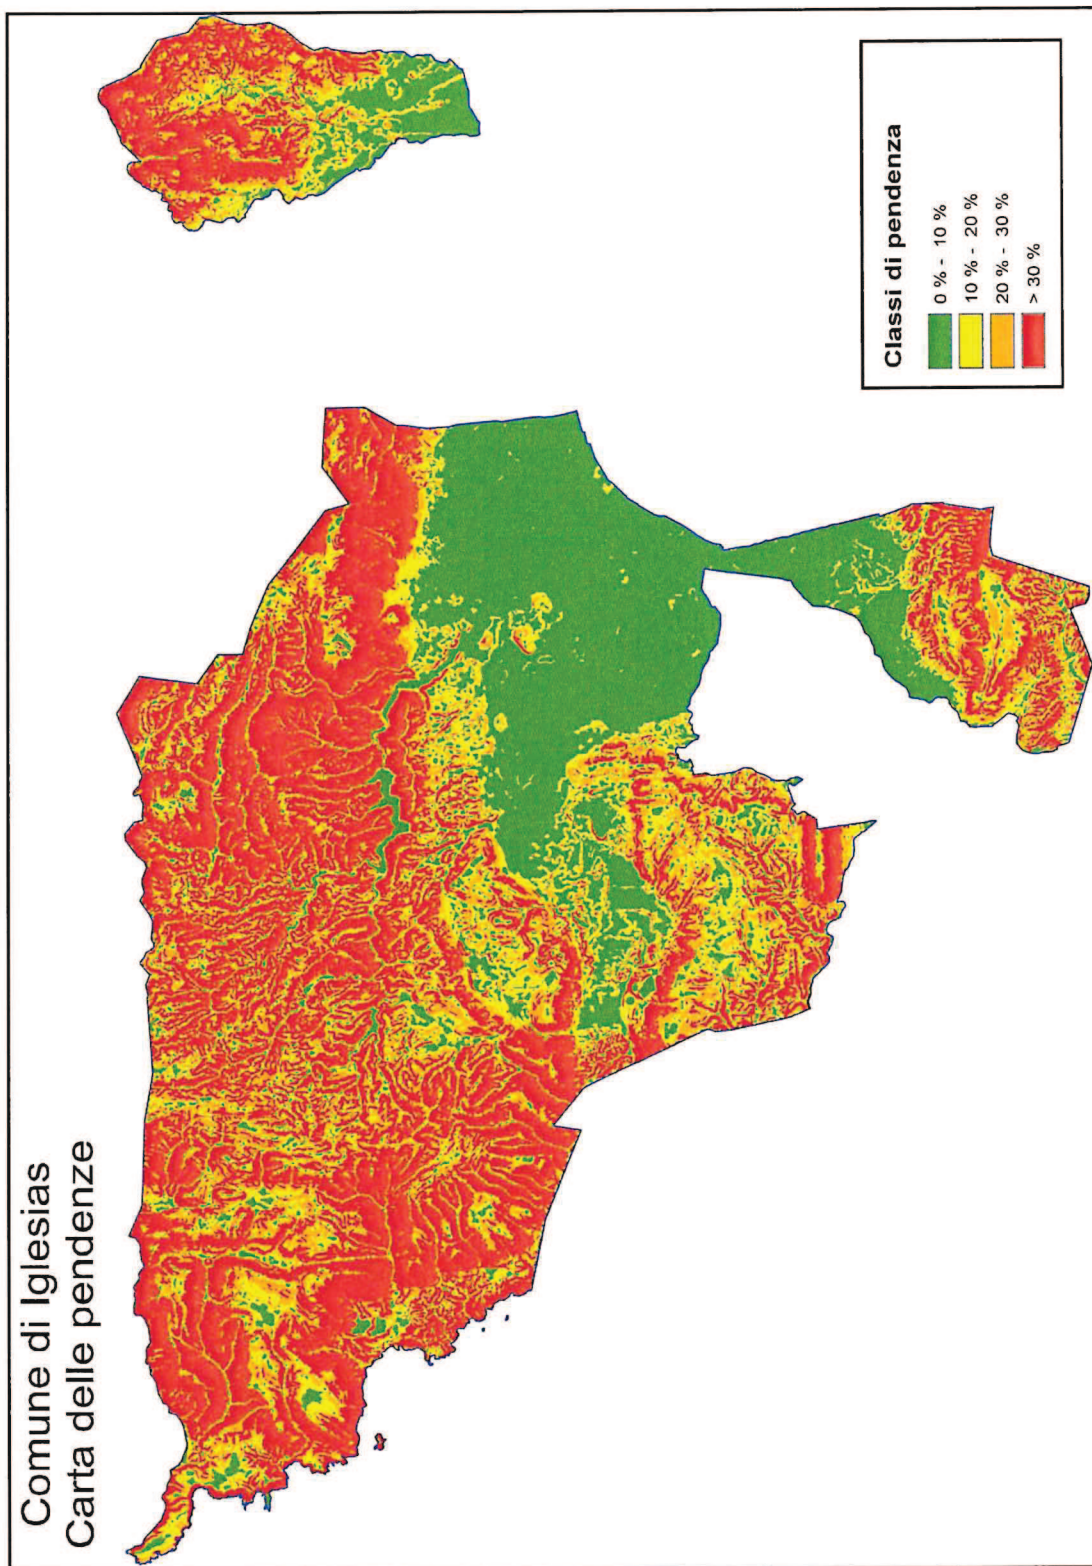 Comune di Iglesias
Carta delle pendenze
Classi di pendenza
0 % - 10 %
10 % - 20 %
20 % - 30 %
> 30 %